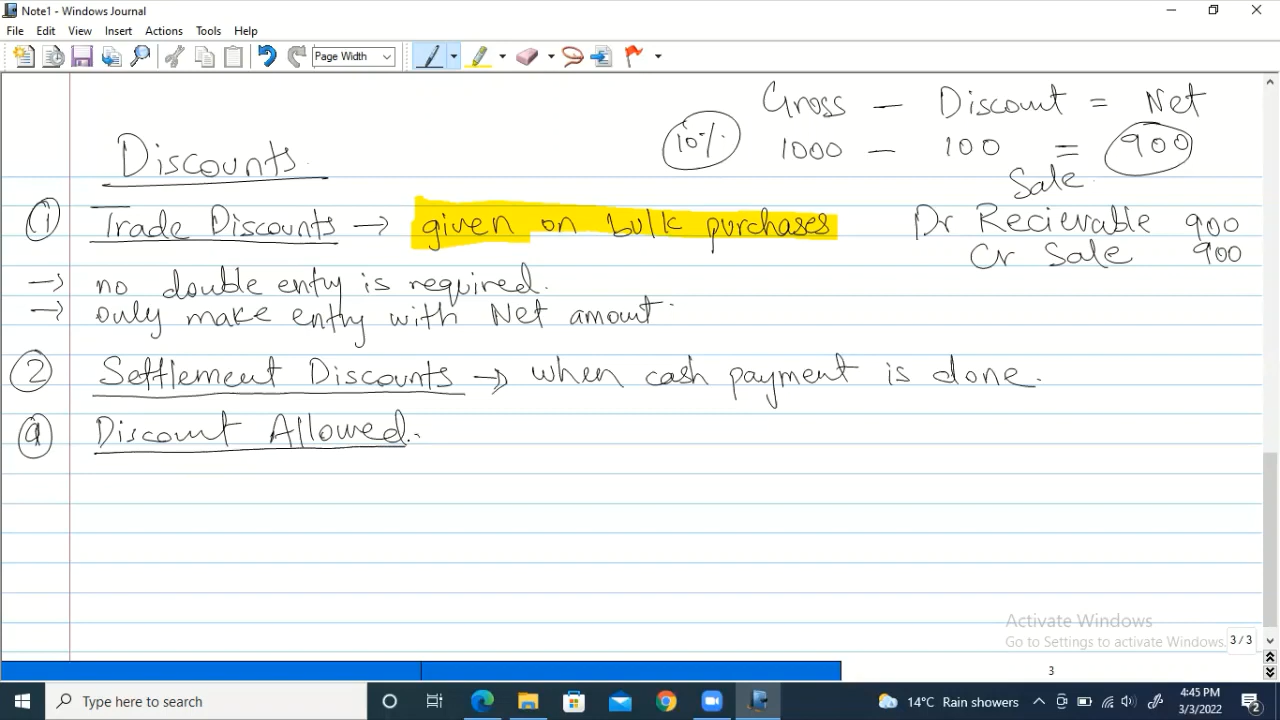 Note1 - Windows Journal
File Edit View Insert Actions Tools Help
Page Width
Gross — Discount = Net
10% 1000 — 100 = 900
Discounts
Sale
① Trade Discounts → given on bulk purchases
Dr Recievable 900
Cr Sale 900
→ no double entry is required.
→ only make entry with Net amount.
② Settlement Discounts → when cash payment is done.
ⓐ Discount Allowed.
Activate Windows
Go to Settings to activate Windows.
3 / 3
3
Type here to search
14°C Rain showers
4:45 PM
3/3/2022
2